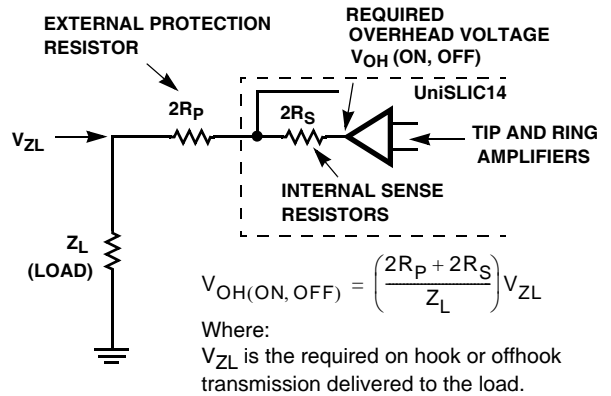 EXTERNAL PROTECTION
RESISTOR
REQUIRED
OVERHEAD VOLTAGE
VOH (ON, OFF)
UniSLIC14
2RP
2RS
VZL
TIP AND RING
AMPLIFIERS
INTERNAL SENSE
RESISTORS
ZL
(LOAD)
VOH(ON, OFF) = ((2RP + 2RS)/ZL)VZL
Where:
VZL is the required on hook or offhook
transmission delivered to the load.